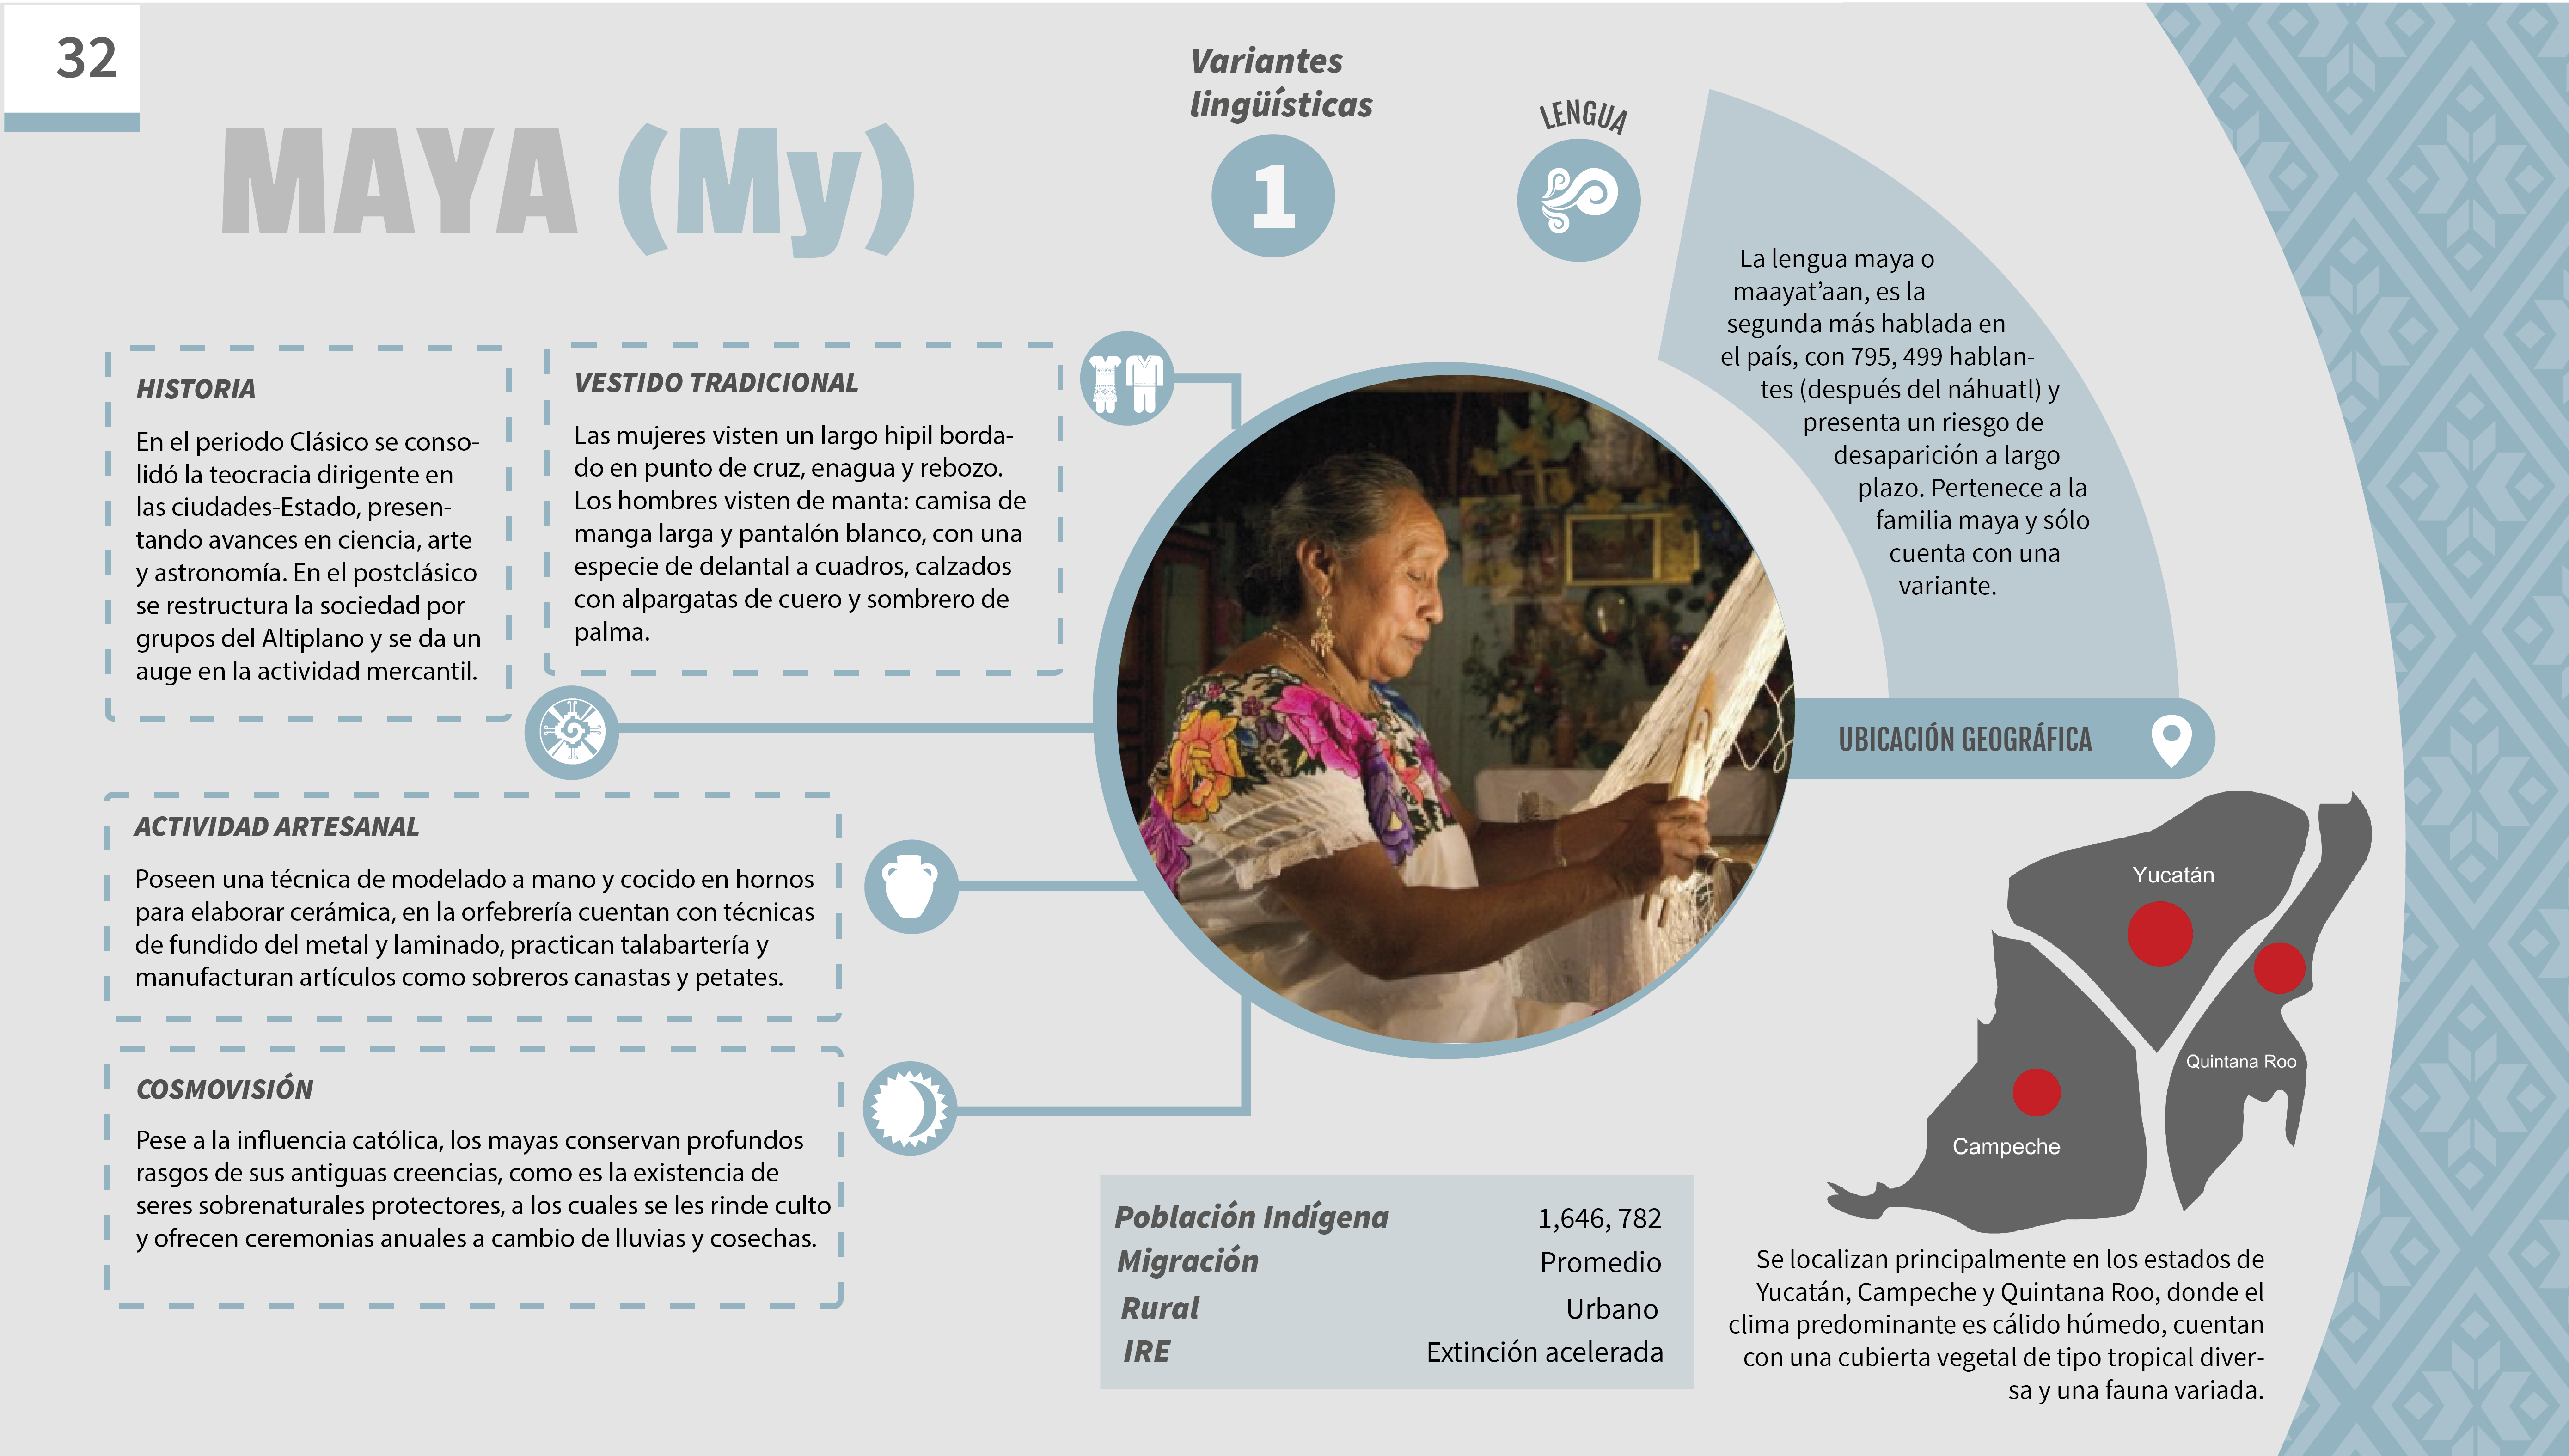 32
MAYA (My)
Variantes
lingüísticas
1
LENGUA
La lengua maya o
maayat’aan, es la
segunda más hablada en
el país, con 795, 499 hablan-
tes (después del náhuatl) y
presenta un riesgo de
desaparición a largo
plazo. Pertenece a la
familia maya y sólo
cuenta con una
variante.
HISTORIA
En el periodo Clásico se conso-
lidó la teocracia dirigente en
las ciudades-Estado, presen-
tando avances en ciencia, arte
y astronomía. En el postclásico
se restructura la sociedad por
grupos del Altiplano y se da un
auge en la actividad mercantil.
VESTIDO TRADICIONAL
Las mujeres visten un largo hipil borda-
do en punto de cruz, enagua y rebozo.
Los hombres visten de manta: camisa de
manga larga y pantalón blanco, con una
especie de delantal a cuadros, calzados
con alpargatas de cuero y sombrero de
palma.
ACTIVIDAD ARTESANAL
Poseen una técnica de modelado a mano y cocido en hornos
para elaborar cerámica, en la orfebrería cuentan con técnicas
de fundido del metal y laminado, practican talabartería y
manufacturan artículos como sobreros canastas y petates.
COSMOVISIÓN
Pese a la influencia católica, los mayas conservan profundos
rasgos de sus antiguas creencias, como es la existencia de
seres sobrenaturales protectores, a los cuales se les rinde culto
y ofrecen ceremonias anuales a cambio de lluvias y cosechas.
Población Indígena 1,646, 782
Migración Promedio
Rural Urbano
IRE Extinción acelerada
UBICACIÓN GEOGRÁFICA
Yucatán
Quintana Roo
Campeche
Se localizan principalmente en los estados de
Yucatán, Campeche y Quintana Roo, donde el
clima predominante es cálido húmedo, cuentan
con una cubierta vegetal de tipo tropical diver-
sa y una fauna variada.